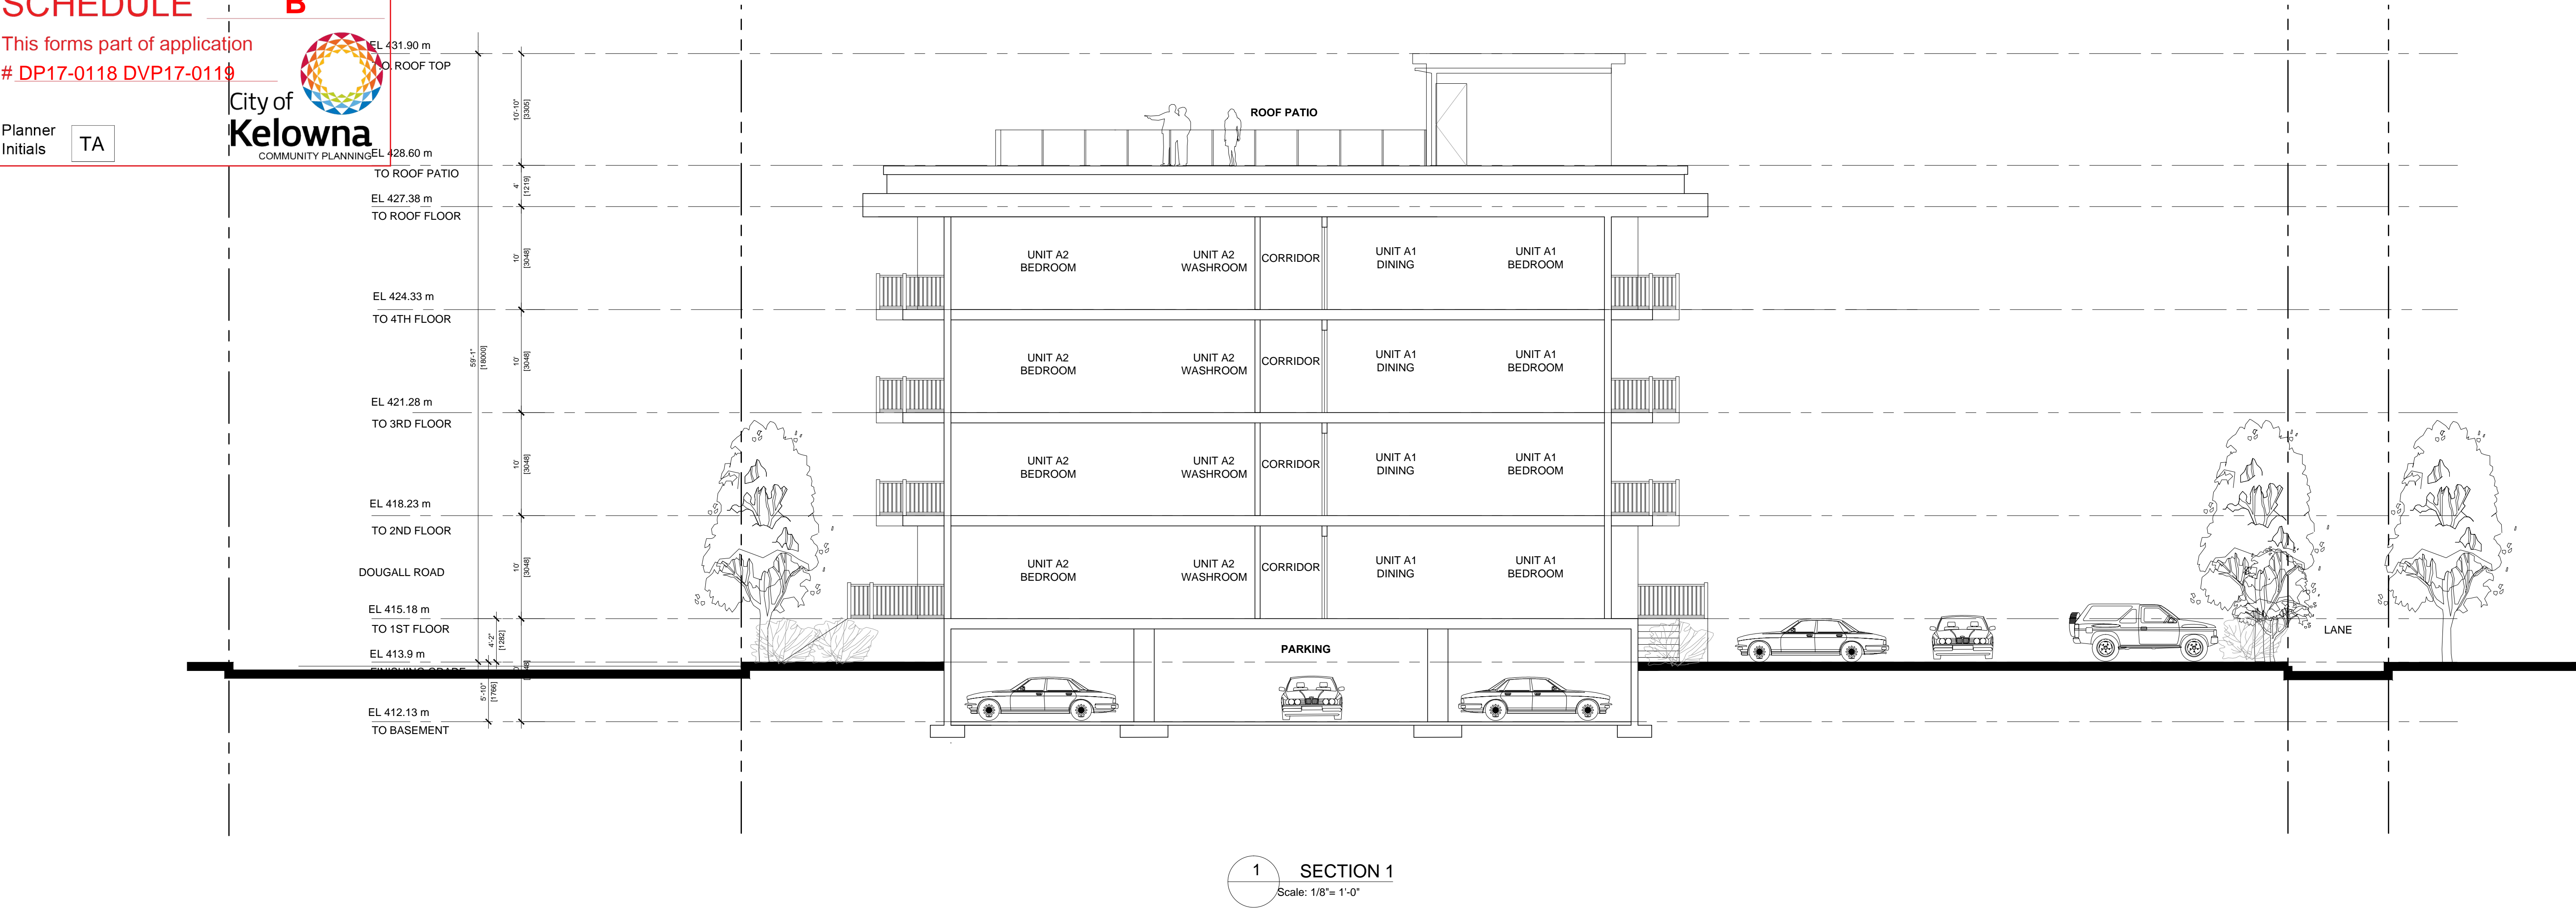 SCHEDULE B
This forms part of application
# DP17-0118 DVP17-0119
City of
Kelowna
COMMUNITY PLANNING
Planner
Initials
TA
EL 431.90 m
TO ROOF TOP
10'-10"
[3305]
ROOF PATIO
EL 428.60 m
TO ROOF PATIO
4'
[1219]
EL 427.38 m
TO ROOF FLOOR
10'
[3048]
UNIT A2
BEDROOM
UNIT A2
WASHROOM
CORRIDOR
UNIT A1
DINING
UNIT A1
BEDROOM
EL 424.33 m
TO 4TH FLOOR
59'-1"
[18000]
10'
[3048]
UNIT A2
BEDROOM
UNIT A2
WASHROOM
CORRIDOR
UNIT A1
DINING
UNIT A1
BEDROOM
EL 421.28 m
TO 3RD FLOOR
10'
[3048]
UNIT A2
BEDROOM
UNIT A2
WASHROOM
CORRIDOR
UNIT A1
DINING
UNIT A1
BEDROOM
EL 418.23 m
TO 2ND FLOOR
DOUGALL ROAD
10'
[3048]
UNIT A2
BEDROOM
UNIT A2
WASHROOM
CORRIDOR
UNIT A1
DINING
UNIT A1
BEDROOM
EL 415.18 m
TO 1ST FLOOR
4'-2"
[1282]
LANE
EL 413.9 m
FINISHING GRADE
PARKING
5'-10"
[1766]
EL 412.13 m
TO BASEMENT
1
SECTION 1
Scale: 1/8"= 1'-0"